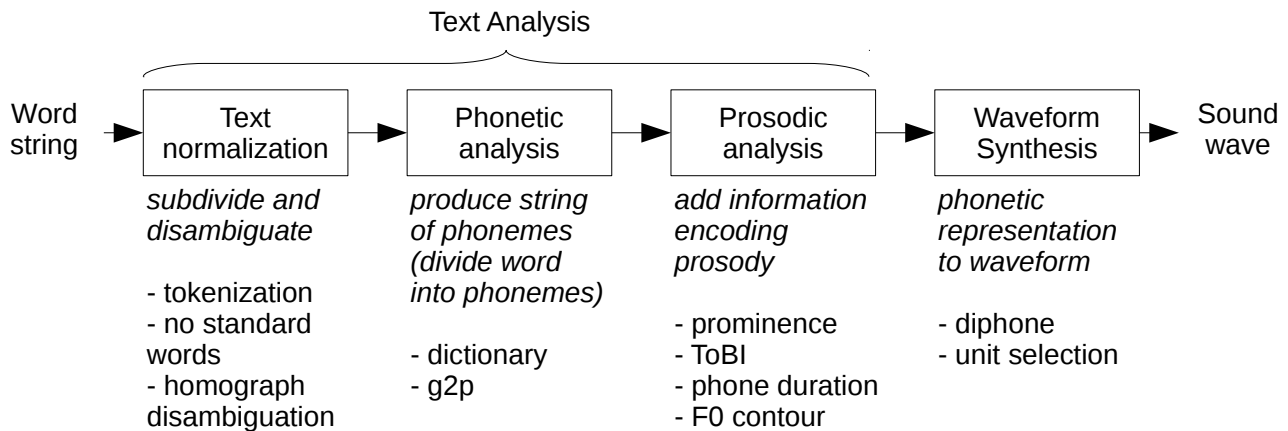 Text Analysis
Word
string
Text
normalization
Phonetic
analysis
Prosodic
analysis
Waveform
Synthesis
Sound
wave
subdivide and
disambiguate
- tokenization
- no standard
words
- homograph
disambiguation
produce string
of phonemes
(divide word
into phonemes)
- dictionary
- g2p
add information
encoding
prosody
- prominence
- ToBI
- phone duration
- F0 contour
phonetic
representation
to waveform
- diphone
- unit selection